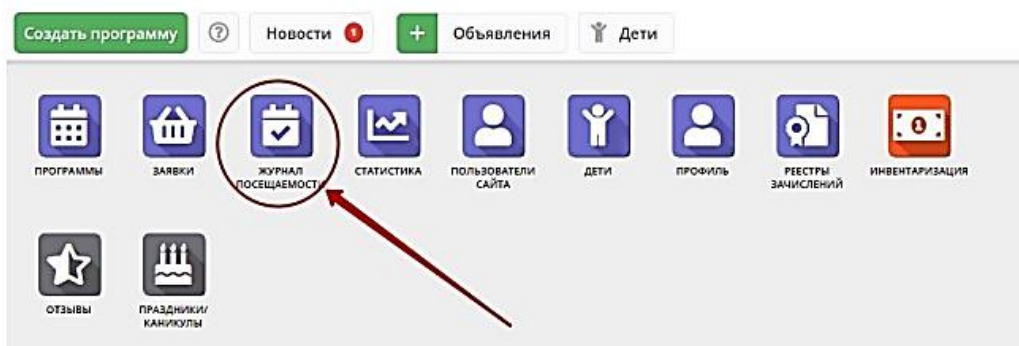 Создать программу ? Новости 1 + Объявления Дети
ПРОГРАММЫ ЗАЯВКИ ЖУРНАЛ ПОСЕЩАЕМОСТИ СТАТИСТИКА ПОЛЬЗОВАТЕЛИ САЙТА ДЕТИ ПРОФИЛЬ РЕЕСТРЫ ЗАЧИСЛЕНИЙ ИНВЕНТАРИЗАЦИЯ
ОТЗЫВЫ ПРАЗДНИКИ/ КАНИКУЛЫ